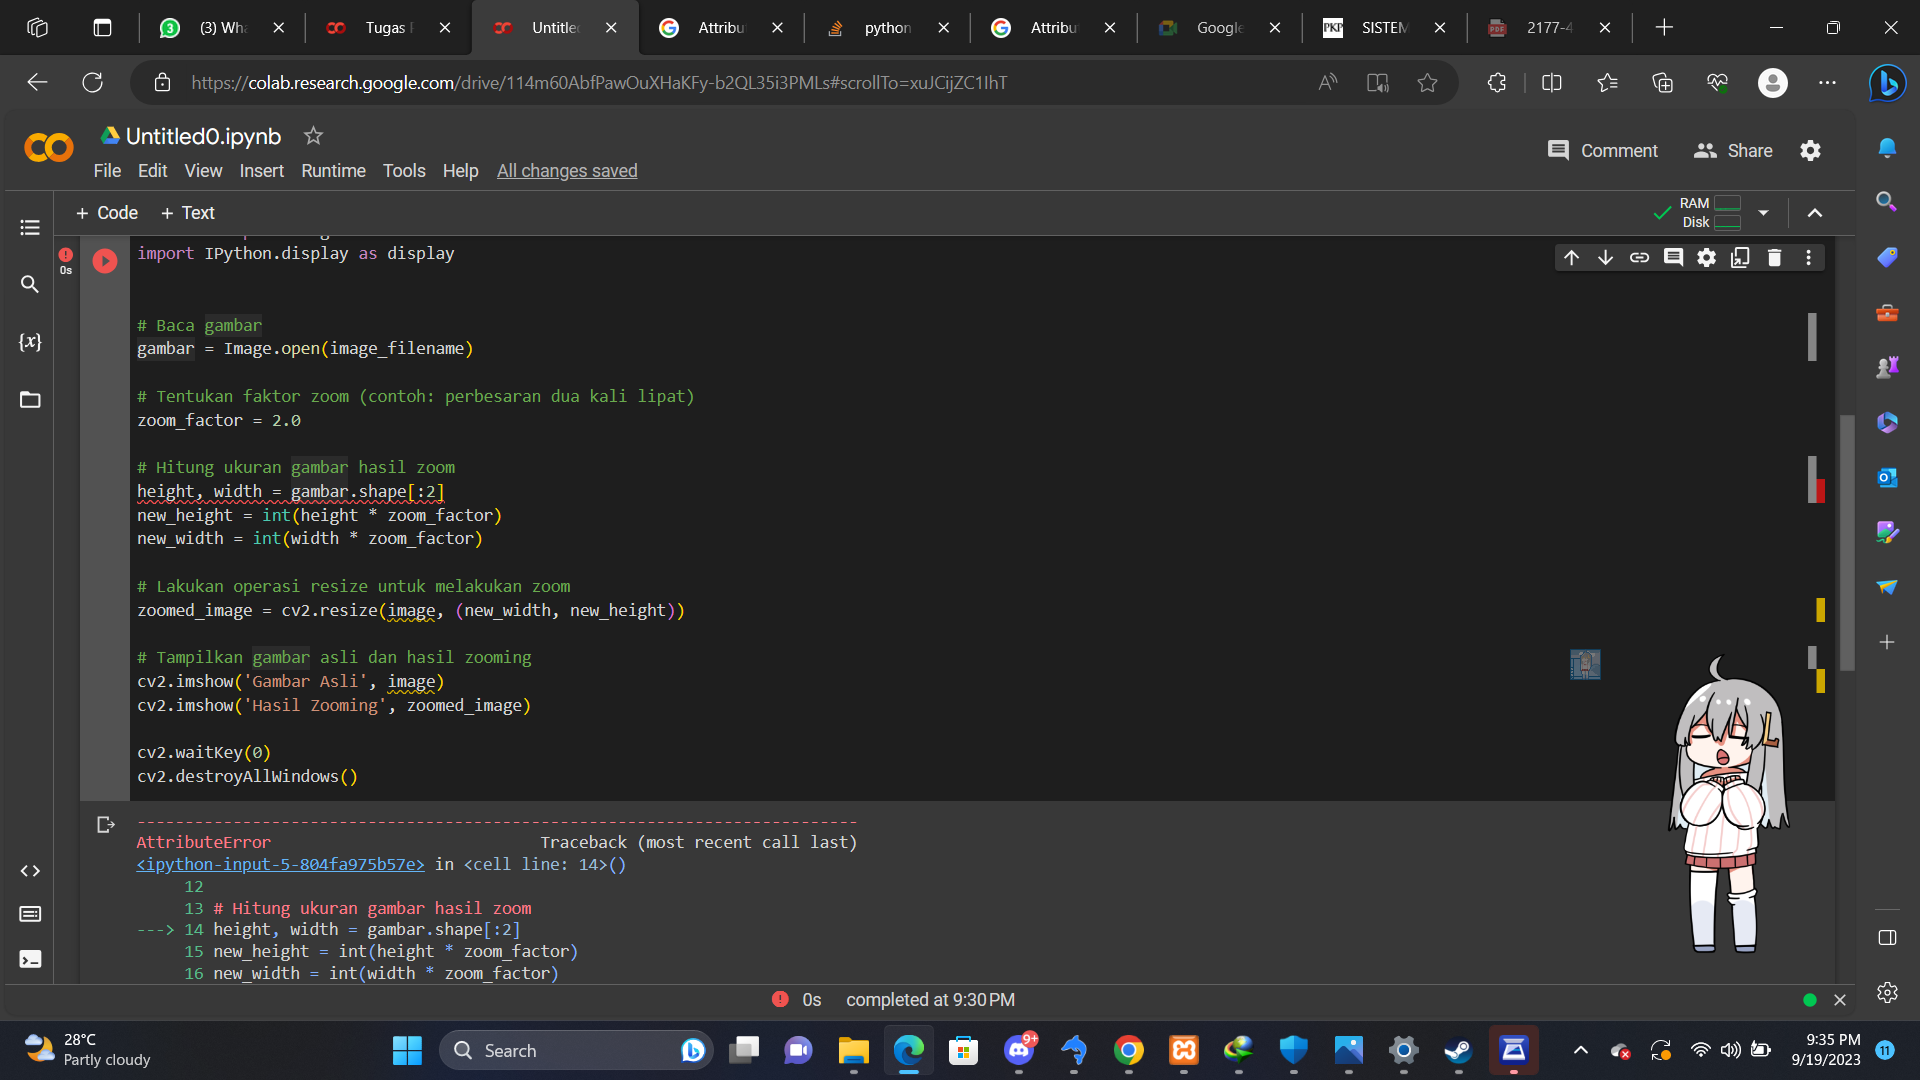 (3) Wha
Tugas
Untitle
Attribu
python
Attribu
Google
PKP SISTEM
PDF 2177-4
https://colab.research.google.com/drive/114m60AbfPawOuXHaKFy-b2QL35i3PMLs#scrollTo=xuJCijZC1IhT
Untitled0.ipynb
File Edit View Insert Runtime Tools Help All changes saved
Comment Share
+ Code + Text
RAM
Disk
0s
import IPython.display as display
# Baca gambar
gambar = Image.open(image_filename)
# Tentukan faktor zoom (contoh: perbesaran dua kali lipat)
zoom_factor = 2.0
# Hitung ukuran gambar hasil zoom
height, width = gambar.shape[:2]
new_height = int(height * zoom_factor)
new_width = int(width * zoom_factor)
# Lakukan operasi resize untuk melakukan zoom
zoomed_image = cv2.resize(image, (new_width, new_height))
# Tampilkan gambar asli dan hasil zooming
cv2.imshow('Gambar Asli', image)
cv2.imshow('Hasil Zooming', zoomed_image)
cv2.waitKey(0)
cv2.destroyAllWindows()
---------------------------------------------------------------------------
AttributeError Traceback (most recent call last)
<ipython-input-5-804fa975b57e> in <cell line: 14>()
12
13 # Hitung ukuran gambar hasil zoom
---> 14 height, width = gambar.shape[:2]
15 new_height = int(height * zoom_factor)
16 new_width = int(width * zoom_factor)
0s completed at 9:30 PM
28°C
Partly cloudy
Search
9+
9:35 PM
9/19/2023
11